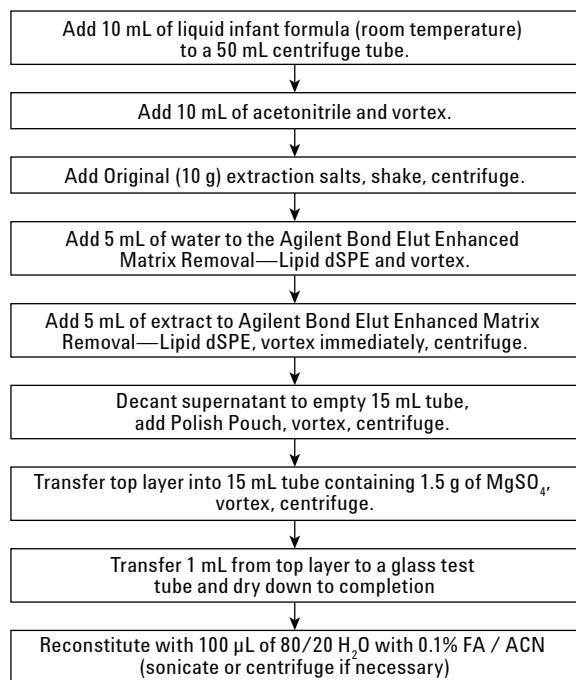 Add 10 mL of liquid infant formula (room temperature)
to a 50 mL centrifuge tube.
Add 10 mL of acetonitrile and vortex.
Add Original (10 g) extraction salts, shake, centrifuge.
Add 5 mL of water to the Agilent Bond Elut Enhanced
Matrix Removal—Lipid dSPE and vortex.
Add 5 mL of extract to Agilent Bond Elut Enhanced Matrix
Removal—Lipid dSPE, vortex immediately, centrifuge.
Decant supernatant to empty 15 mL tube,
add Polish Pouch, vortex, centrifuge.
Transfer top layer into 15 mL tube containing 1.5 g of MgSO₄,
vortex, centrifuge.
Transfer 1 mL from top layer to a glass test
tube and dry down to completion
Reconstitute with 100 µL of 80/20 H₂O with 0.1% FA / ACN
(sonicate or centrifuge if necessary)